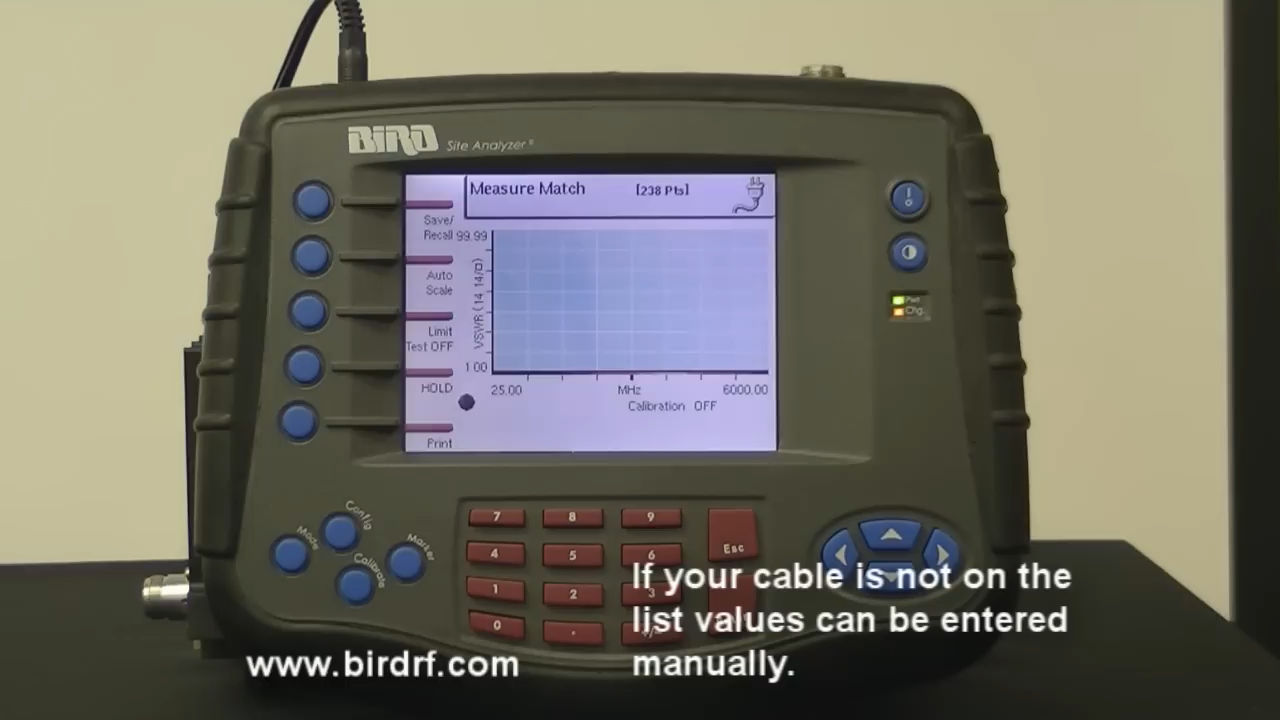 BIRD Site Analyzer®
Measure Match [238 Pts]
Save/
Recall
99.99
Auto
Scale
VSWR (14.14/◻)
Limit
Test OFF
1.00
HOLD
25.00 MHz 6000.00
Calibration OFF
Print
Pwr
Chg
Config
Mode
Marker
Calibrate
7 8 9
Esc
4 5 6
1 2 3
0 . +/-
If your cable is not on the
list values can be entered
manually.
www.birdrf.com